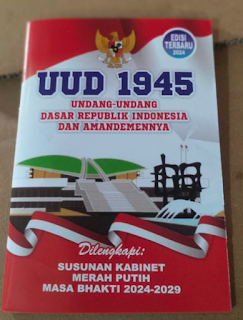 EDISI
TERBARU
2024
UUD 1945
UNDANG-UNDANG
DASAR REPUBLIK INDONESIA
DAN AMANDEMENNYA
Dilengkapi:
SUSUNAN KABINET
MERAH PUTIH
MASA BHAKTI 2024-2029